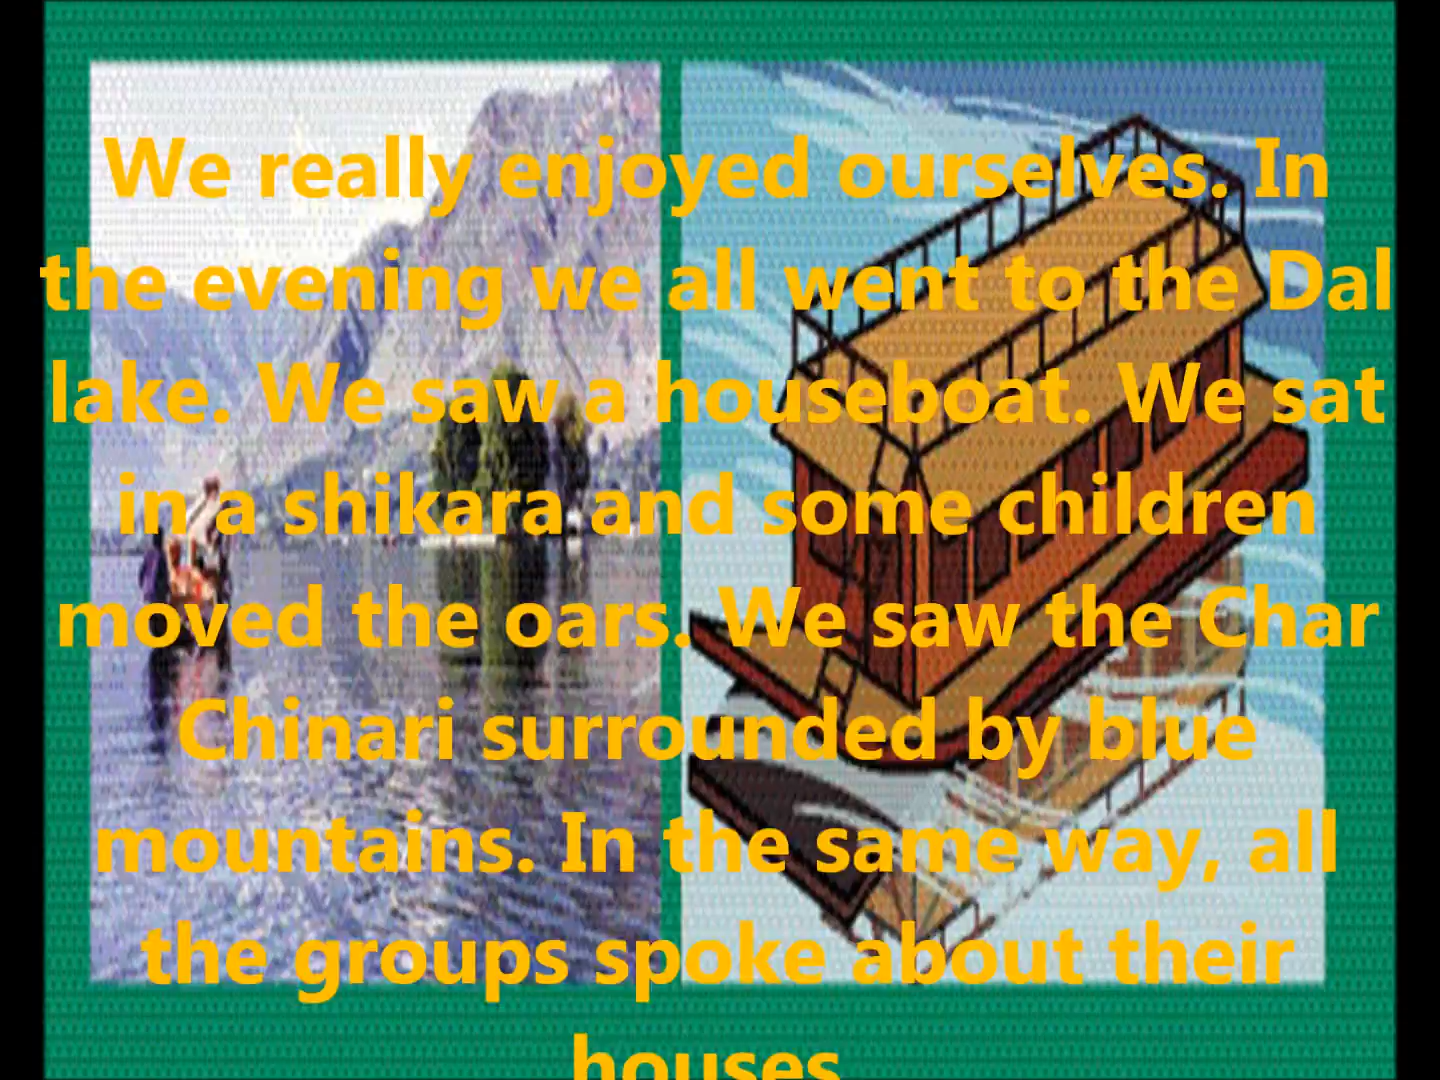 We really enjoyed ourselves. In
the evening we all went to the Dal
lake. We saw a houseboat. We sat
in a shikara and some children
moved the oars. We saw the Char
Chinari surrounded by blue
mountains. In the same way, all
the groups spoke about their
houses